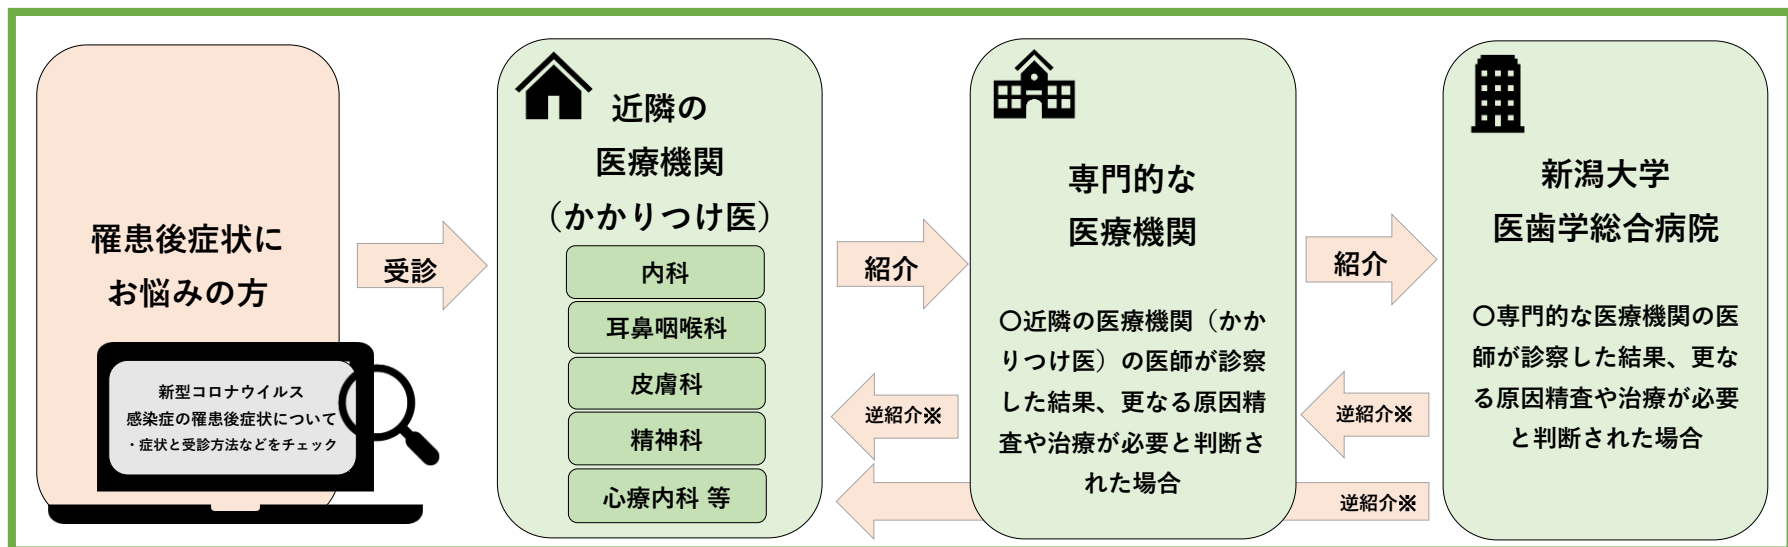 罹患後症状に
お悩みの方
新型コロナウイルス
感染症の罹患後症状について
・症状と受診方法などをチェック
受診
近隣の
医療機関
（かかりつけ医）
内科
耳鼻咽喉科
皮膚科
精神科
心療内科 等
紹介
逆紹介※
専門的な
医療機関
〇近隣の医療機関（かか
りつけ医）の医師が診察
した結果、更なる原因精
査や治療が必要と判断さ
れた場合
紹介
逆紹介※
逆紹介※
新潟大学
医歯学総合病院
〇専門的な医療機関の医
師が診察した結果、更な
る原因精査や治療が必要
と判断された場合